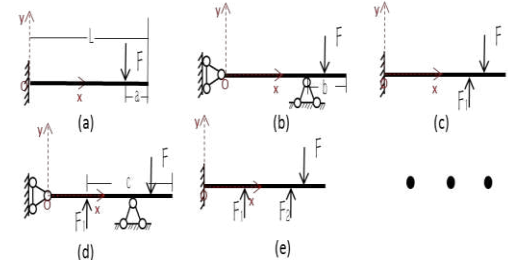 y L F O x a
y F O x b
y F O x F₁
(a) (b) (c)
y c F O x F₁
y F O F₁ x F₂
(d) (e)